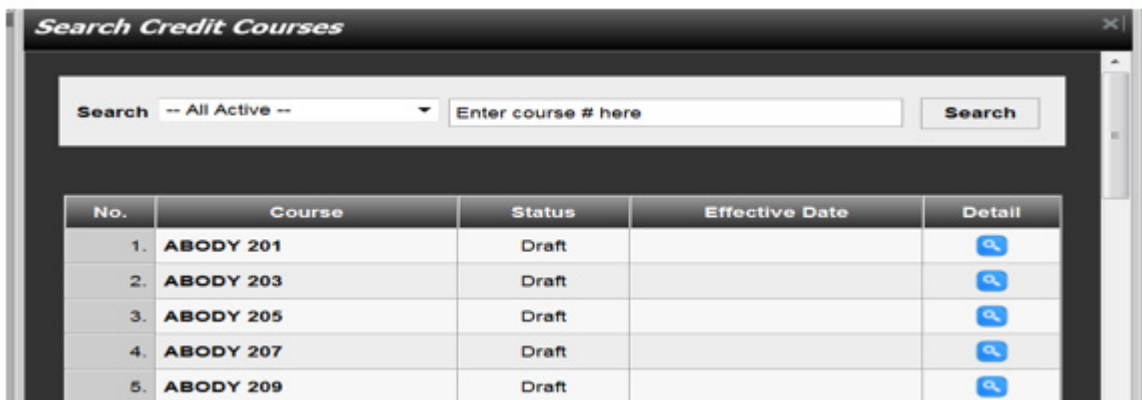 Search Credit Courses
Search -- All Active -- Enter course # here Search
No. Course Status Effective Date Detail
1. ABODY 201 Draft
2. ABODY 203 Draft
3. ABODY 205 Draft
4. ABODY 207 Draft
5. ABODY 209 Draft